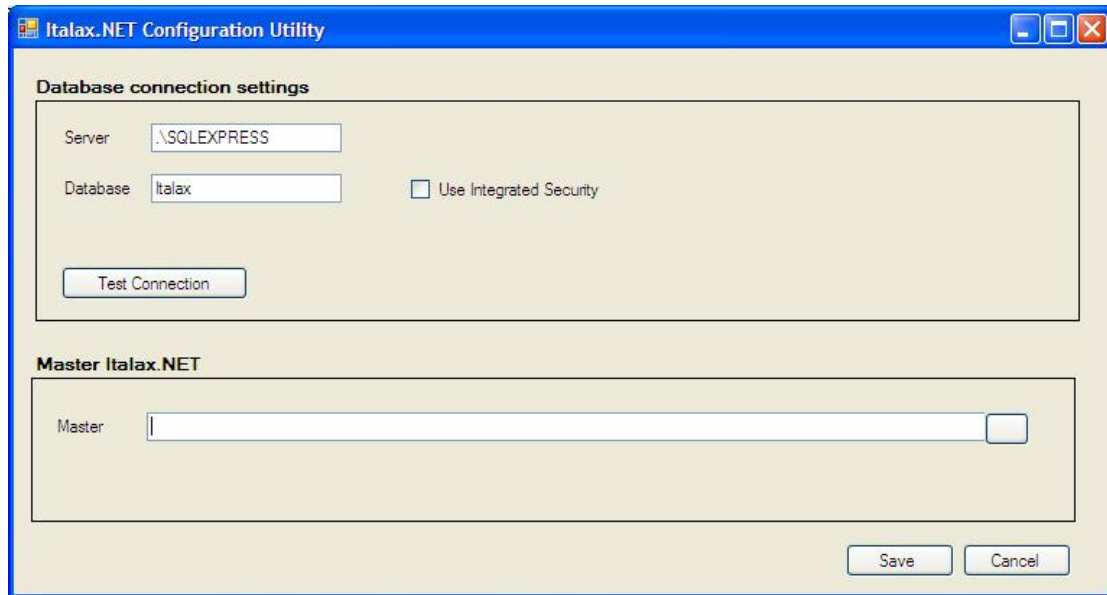 Italax.NET Configuration Utility
Database connection settings
Server .\SQLEXPRESS
Database Italax Use Integrated Security
Test Connection
Master Italax.NET
Master
Save Cancel